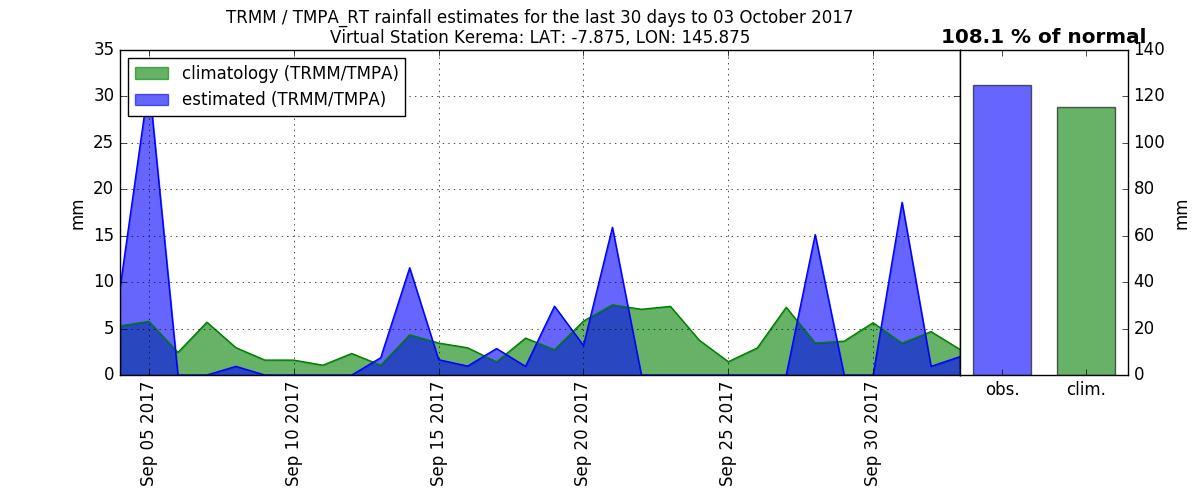 TRMM / TMPA_RT rainfall estimates for the last 30 days to 03 October 2017
Virtual Station Kerema: LAT: -7.875, LON: 145.875
108.1 % of normal
climatology (TRMM/TMPA)
estimated (TRMM/TMPA)
35
30
25
20
15
10
5
0
mm
Sep 05 2017
Sep 10 2017
Sep 15 2017
Sep 20 2017
Sep 25 2017
Sep 30 2017
obs.
clim.
140
120
100
80
60
40
20
0
mm